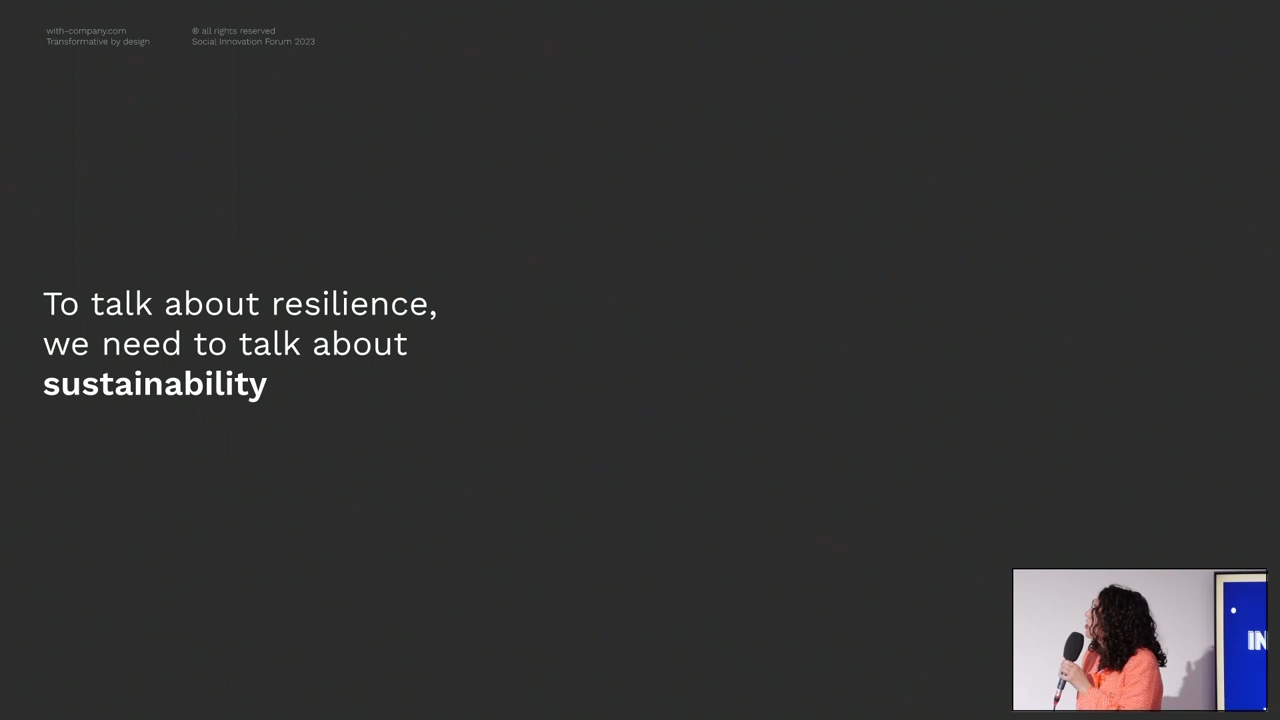 with-company.com
Transformative by design
® all rights reserved
Social Innovation Forum 2023
To talk about resilience,
we need to talk about
sustainability
IN